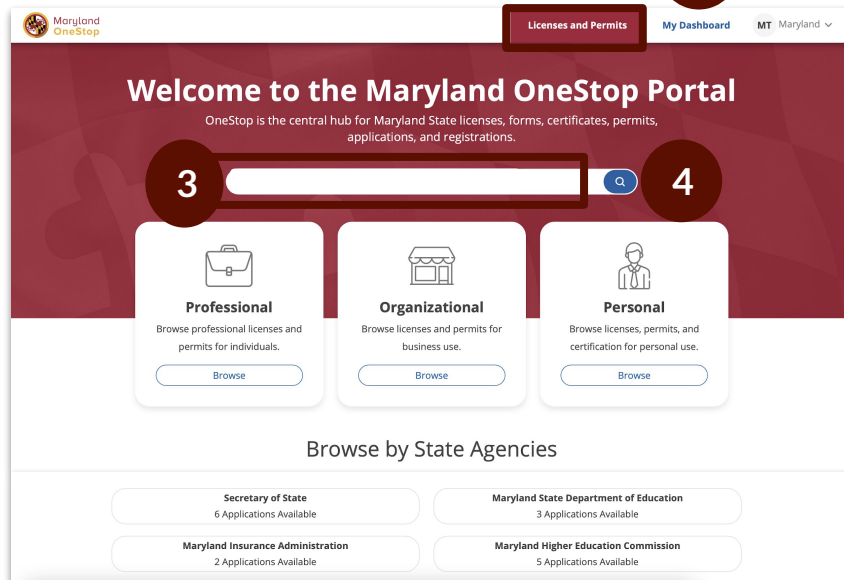 Maryland
OneStop
Licenses and Permits
My Dashboard
MT Maryland
Welcome to the Maryland OneStop Portal
OneStop is the central hub for Maryland State licenses, forms, certificates, permits,
applications, and registrations.
3
4
Professional
Browse professional licenses and
permits for individuals.
Browse
Organizational
Browse licenses and permits for
business use.
Browse
Personal
Browse licenses, permits, and
certification for personal use.
Browse
Browse by State Agencies
Secretary of State
6 Applications Available
Maryland State Department of Education
3 Applications Available
Maryland Insurance Administration
2 Applications Available
Maryland Higher Education Commission
5 Applications Available